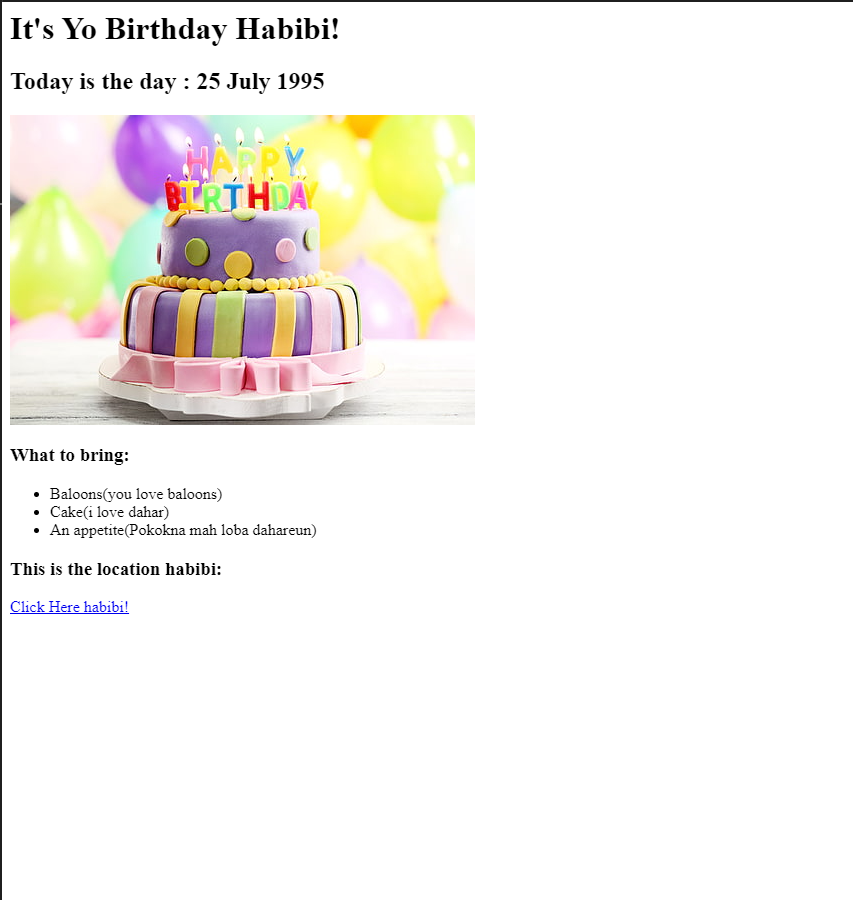 It's Yo Birthday Habibi!
Today is the day : 25 July 1995
HAPPY
BIRTHDAY
What to bring:
Baloons(you love baloons)
Cake(i love dahar)
An appetite(Pokokna mah loba dahareun)
This is the location habibi:
Click Here habibi!